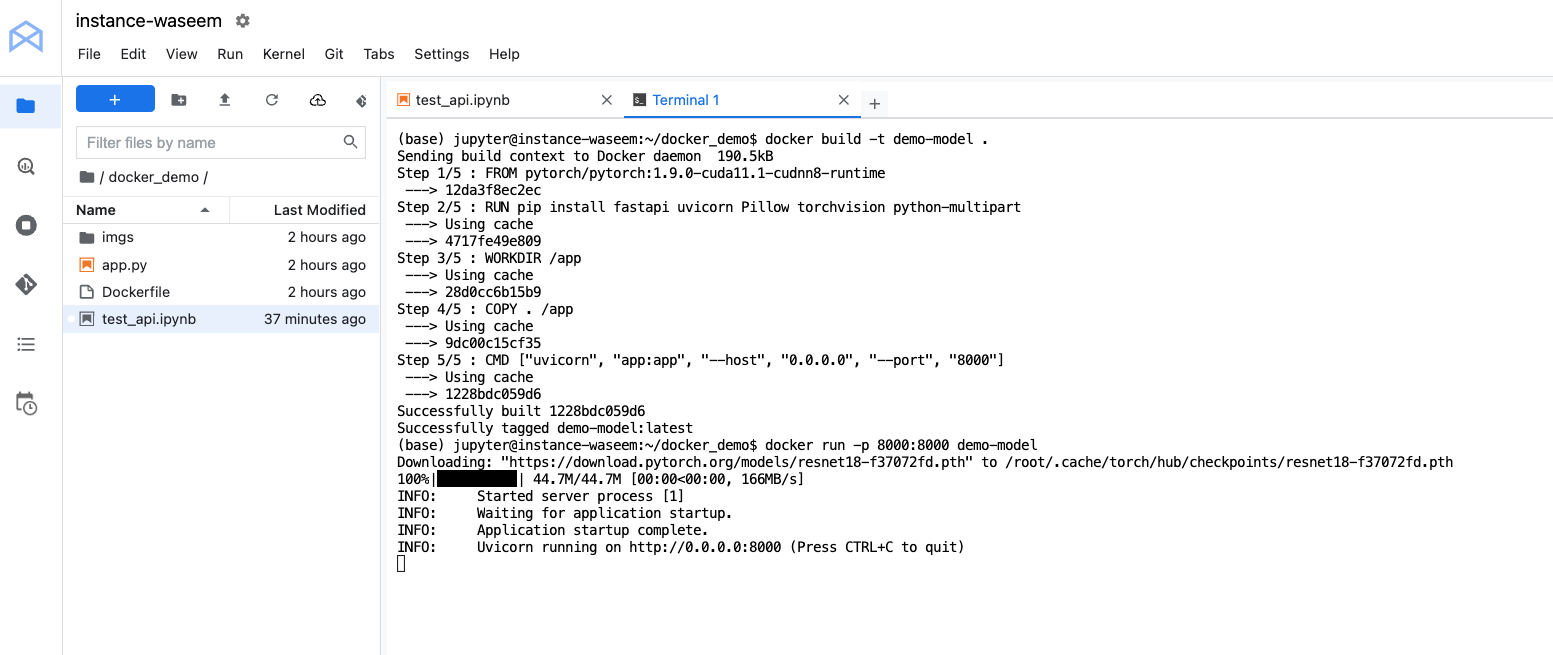 instance-waseem
File Edit View Run Kernel Git Tabs Settings Help
Filter files by name
/ docker_demo /
Name Last Modified
imgs 2 hours ago
app.py 2 hours ago
Dockerfile 2 hours ago
test_api.ipynb 37 minutes ago
test_api.ipynb Terminal 1
(base) jupyter@instance-waseem:~/docker_demo$ docker build -t demo-model .
Sending build context to Docker daemon  190.5kB
Step 1/5 : FROM pytorch/pytorch:1.9.0-cuda11.1-cudnn8-runtime
 ---> 12da3f8ec2ec
Step 2/5 : RUN pip install fastapi uvicorn Pillow torchvision python-multipart
 ---> Using cache
 ---> 4717fe49e809
Step 3/5 : WORKDIR /app
 ---> Using cache
 ---> 28d0cc6b15b9
Step 4/5 : COPY . /app
 ---> Using cache
 ---> 9dc00c15cf35
Step 5/5 : CMD ["uvicorn", "app:app", "--host", "0.0.0.0", "--port", "8000"]
 ---> Using cache
 ---> 1228bdc059d6
Successfully built 1228bdc059d6
Successfully tagged demo-model:latest
(base) jupyter@instance-waseem:~/docker_demo$ docker run -p 8000:8000 demo-model
Downloading: "https://download.pytorch.org/models/resnet18-f37072fd.pth" to /root/.cache/torch/hub/checkpoints/resnet18-f37072fd.pth
100%|██████████| 44.7M/44.7M [00:00<00:00, 166MB/s]
INFO:     Started server process [1]
INFO:     Waiting for application startup.
INFO:     Application startup complete.
INFO:     Uvicorn running on http://0.0.0.0:8000 (Press CTRL+C to quit)